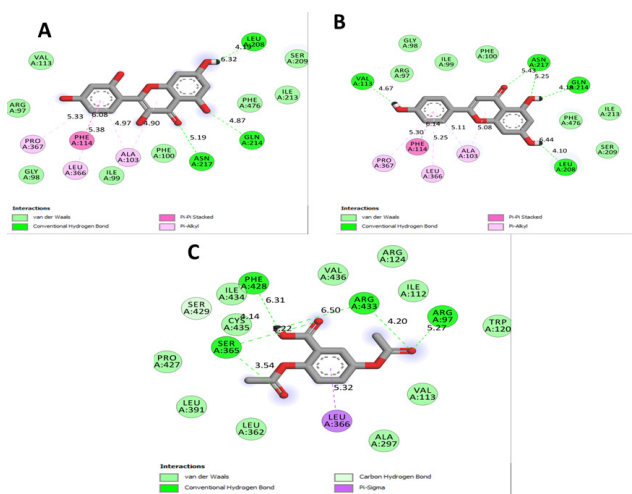 A
LEU
A:208
4.19
6.32
VAL
A:113
SER
A:209
ILE
A:213
ARG
A:97
PHE
A:476
5.33
6.08
5.38
4.97
4.90
4.87
PRO
A:367
PHE
A:114
5.19
GLN
A:214
ALA
A:103
PHE
A:100
ASN
A:217
GLY
A:98
LEU
A:366
ILE
A:99
Interactions
van der Waals
Conventional Hydrogen Bond
Pi-Pi Stacked
Pi-Alkyl
B
GLY
A:98
PHE
A:100
ASN
A:217
ILE
A:99
5.43
5.25
ARG
A:97
VAL
A:113
4.67
GLN
A:214
ILE
A:213
PHE
A:476
6.14
5.30
5.11
5.08
SER
A:209
PRO
A:367
PHE
A:114
ALA
A:103
6.44
4.10
LEU
A:366
LEU
A:208
Interactions
van der Waals
Conventional Hydrogen Bond
Pi-Pi Stacked
Pi-Alkyl
C
ARG
A:124
VAL
A:436
PHE
A:428
ILE
A:434
ILE
A:112
ARG
A:433
ARG
A:97
SER
A:429
6.31
6.50
4.14
CYS
A:435
4.20
5.27
TRP
A:120
SER
A:365
3.54
PRO
A:427
5.32
LEU
A:391
VAL
A:113
LEU
A:362
LEU
A:366
ALA
A:297
Interactions
van der Waals
Conventional Hydrogen Bond
Carbon Hydrogen Bond
Pi-Sigma